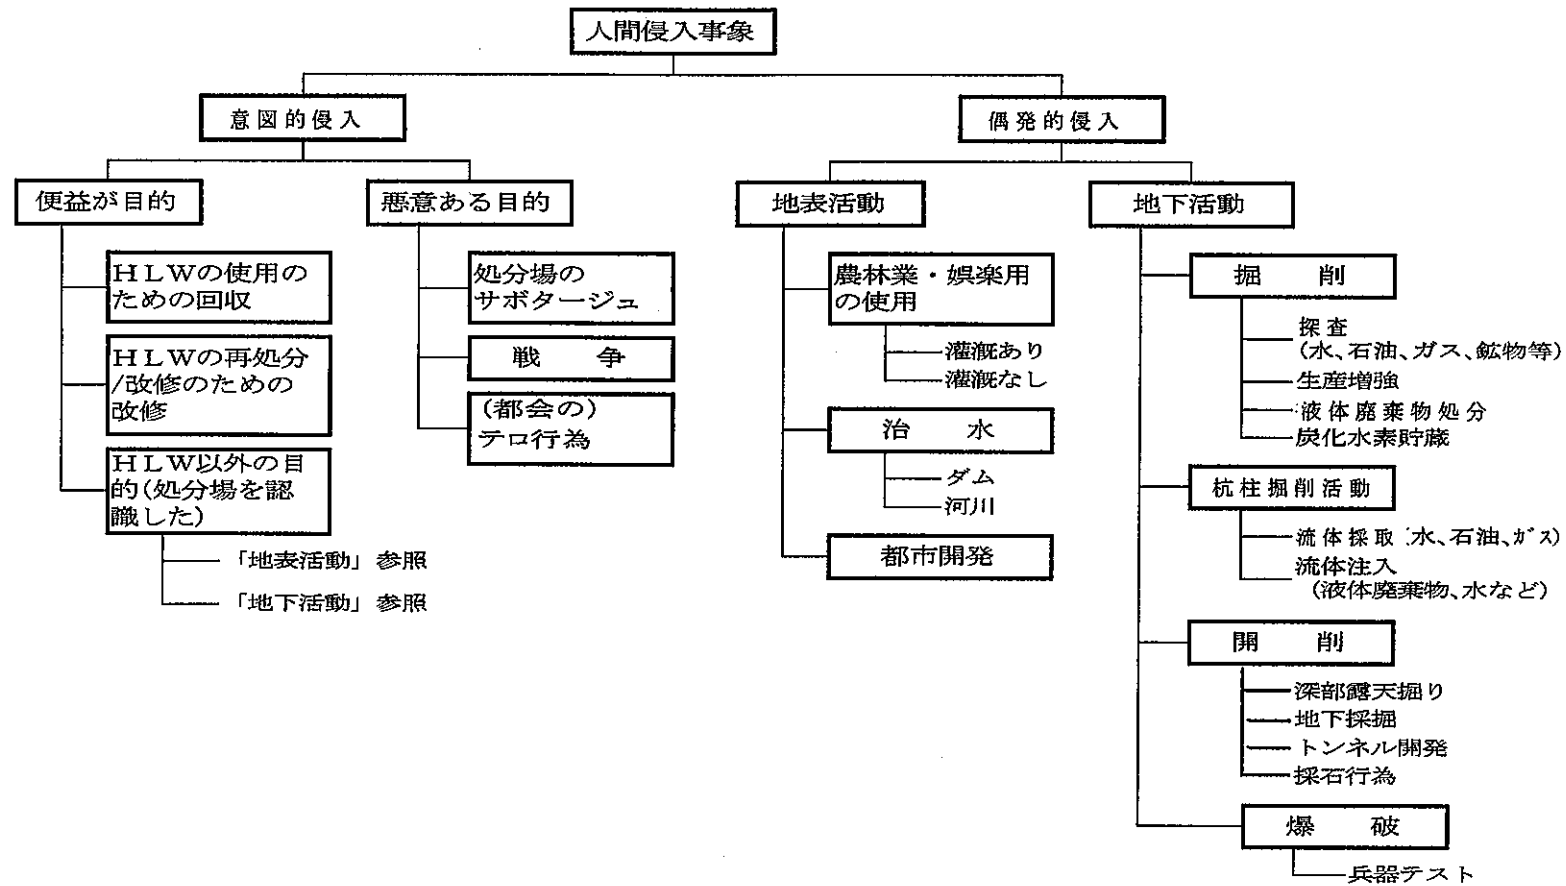 人間侵入事象
意図的侵入
便益が目的
HLWの使用の
ための回収
HLWの再処分
/改修のための
改修
HLW以外の目
的(処分場を認
識した)
「地表活動」参照
「地下活動」参照
悪意ある目的
処分場の
サボタージュ
戦 争
(都会の)
テロ行為
偶発的侵入
地表活動
農林業・娯楽用
の使用
灌漑あり
灌漑なし
治 水
ダム
河川
都市開発
地下活動
掘 削
探査
(水、石油、ガス、鉱物等)
生産増強
液体廃棄物処分
炭化水素貯蔵
杭柱掘削活動
流体採取(水、石油、ガス)
流体注入
(液体廃棄物、水など)
開 削
深部露天掘り
地下採掘
トンネル開発
採石行為
爆 破
兵器テスト